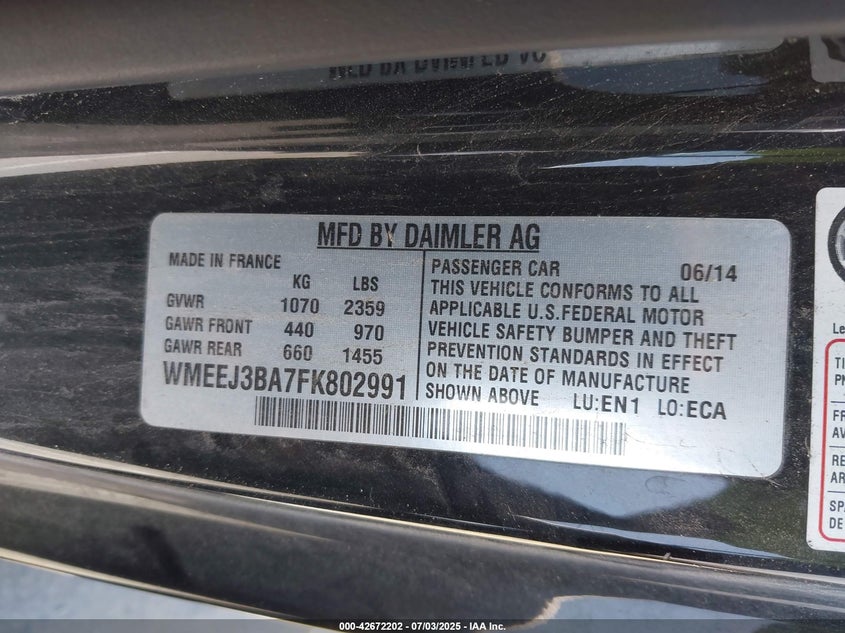 MFD BY DAIMLER AG
MADE IN FRANCE
KG LBS
GVWR 1070 2359
GAWR FRONT 440 970
GAWR REAR 660 1455
WMEEJ3BA7FK802991
PASSENGER CAR 06/14
THIS VEHICLE CONFORMS TO ALL
APPLICABLE U.S.FEDERAL MOTOR
VEHICLE SAFETY BUMPER AND THEFT
PREVENTION STANDARDS IN EFFECT
ON THE DATE OF MANUFACTURE
SHOWN ABOVE LU:EN1 LO:ECA
000-42672202 - 07/03/2025 - IAA Inc.